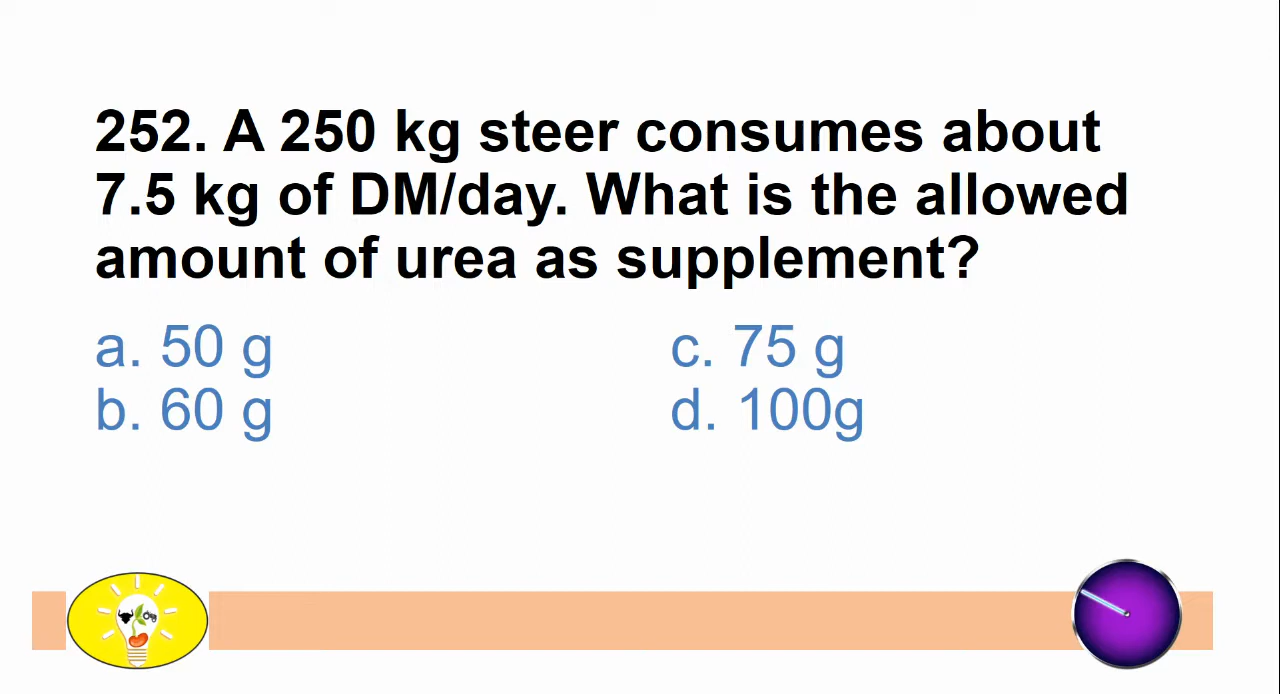 252. A 250 kg steer consumes about
7.5 kg of DM/day. What is the allowed
amount of urea as supplement?
a. 50 g
c. 75 g
b. 60 g
d. 100g